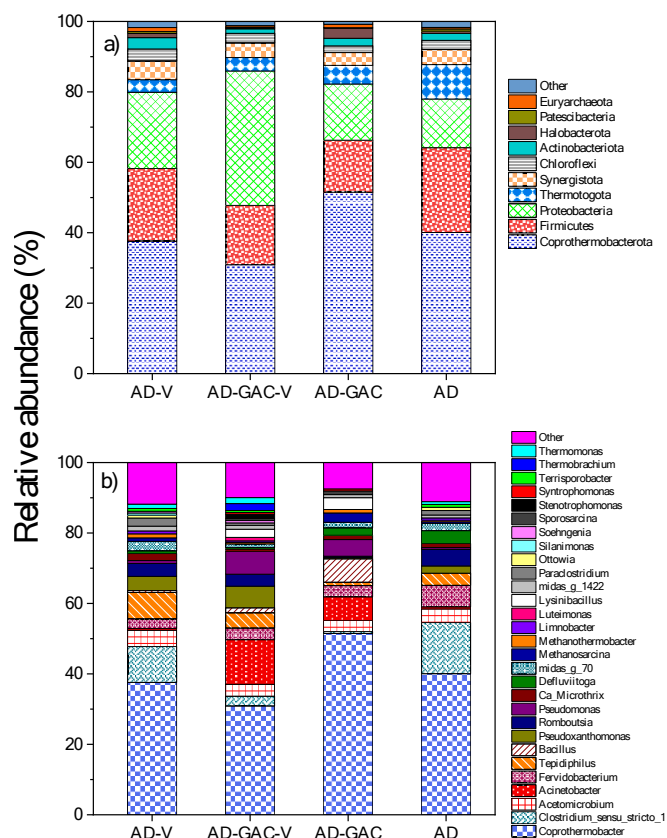 Relative abundance (%)
a)
100
80
60
40
20
0
AD-V
AD-GAC-V
AD-GAC
AD
Other
Euryarchaeota
Patescibacteria
Halobacterota
Actinobacteriota
Chloroflexi
Synergistota
Thermotogota
Proteobacteria
Firmicutes
Coprothermobacterota
b)
100
80
60
40
20
0
AD-V
AD-GAC-V
AD-GAC
AD
Other
Thermomonas
Thermobrachium
Terrisporobacter
Syntrophomonas
Stenotrophomonas
Sporosarcina
Soehngenia
Silanimonas
Ottowia
Paraclostridium
midas_g_1422
Lysinibacillus
Luteimonas
Limnobacter
Methanothermobacter
Methanosarcina
midas_g_70
Defluviitoga
Ca_Microthrix
Pseudomonas
Romboutsia
Pseudoxanthomonas
Bacillus
Tepidiphilus
Fervidobacterium
Acinetobacter
Acetomicrobium
Clostridium_sensu_stricto_1
Coprothermobacter